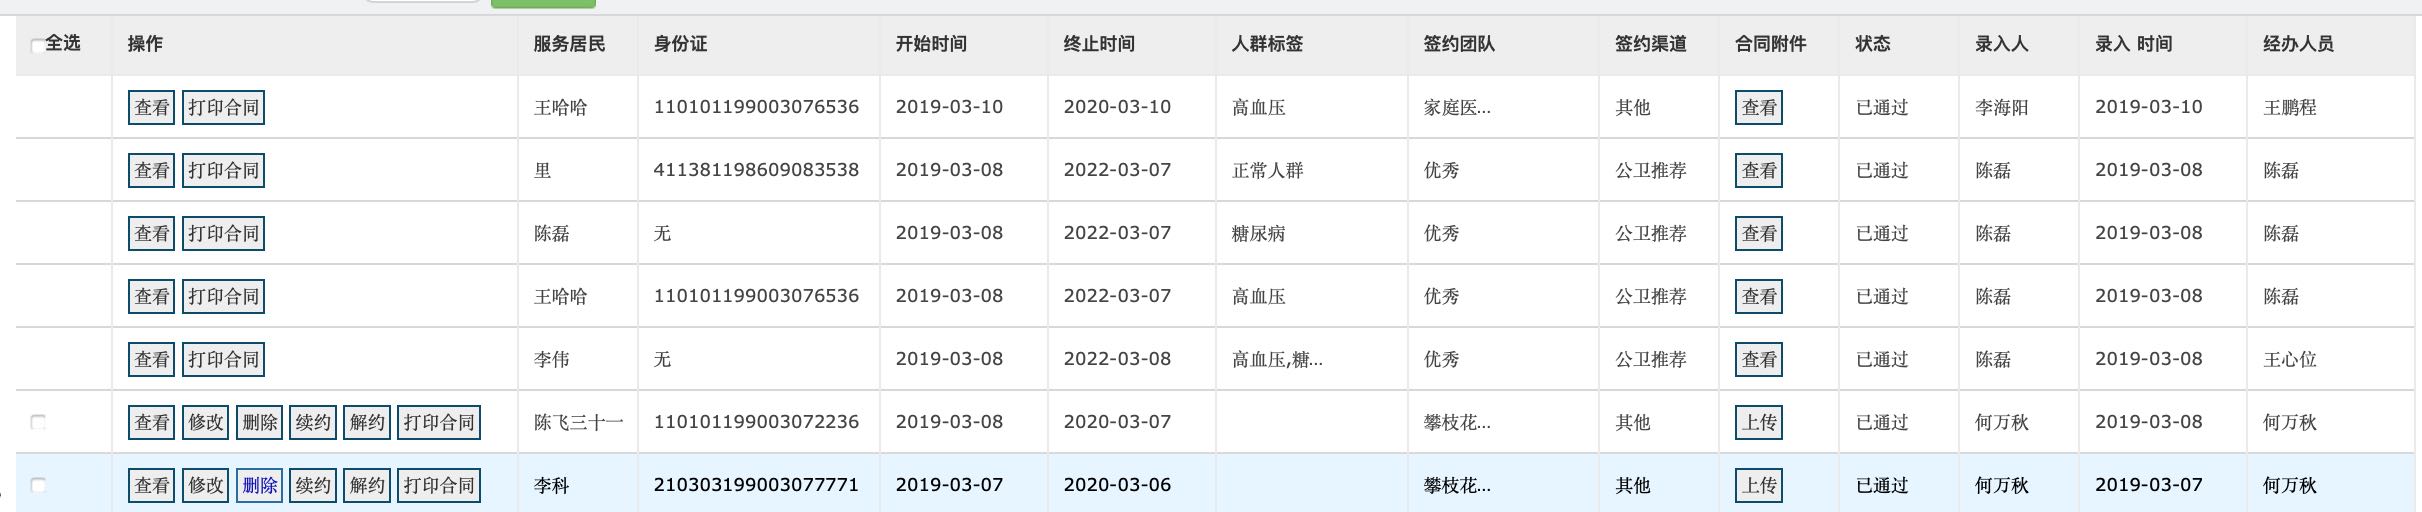 全选 操作 服务居民 身份证 开始时间 终止时间 人群标签 签约团队 签约渠道 合同附件 状态 录入人 录入 时间 经办人员
查看 打印合同 王哈哈 110101199003076536 2019-03-10 2020-03-10 高血压 家庭医... 其他 查看 已通过 李海阳 2019-03-10 王鹏程
查看 打印合同 里 411381198609083538 2019-03-08 2022-03-07 正常人群 优秀 公卫推荐 查看 已通过 陈磊 2019-03-08 陈磊
查看 打印合同 陈磊 无 2019-03-08 2022-03-07 糖尿病 优秀 公卫推荐 查看 已通过 陈磊 2019-03-08 陈磊
查看 打印合同 王哈哈 110101199003076536 2019-03-08 2022-03-07 高血压 优秀 公卫推荐 查看 已通过 陈磊 2019-03-08 陈磊
查看 打印合同 李伟 无 2019-03-08 2022-03-08 高血压,糖... 优秀 公卫推荐 查看 已通过 陈磊 2019-03-08 王心位
查看 修改 删除 续约 解约 打印合同 陈飞三十一 110101199003072236 2019-03-08 2020-03-07 攀枝花... 其他 上传 已通过 何万秋 2019-03-08 何万秋
查看 修改 删除 续约 解约 打印合同 李科 210303199003077771 2019-03-07 2020-03-06 攀枝花... 其他 上传 已通过 何万秋 2019-03-07 何万秋